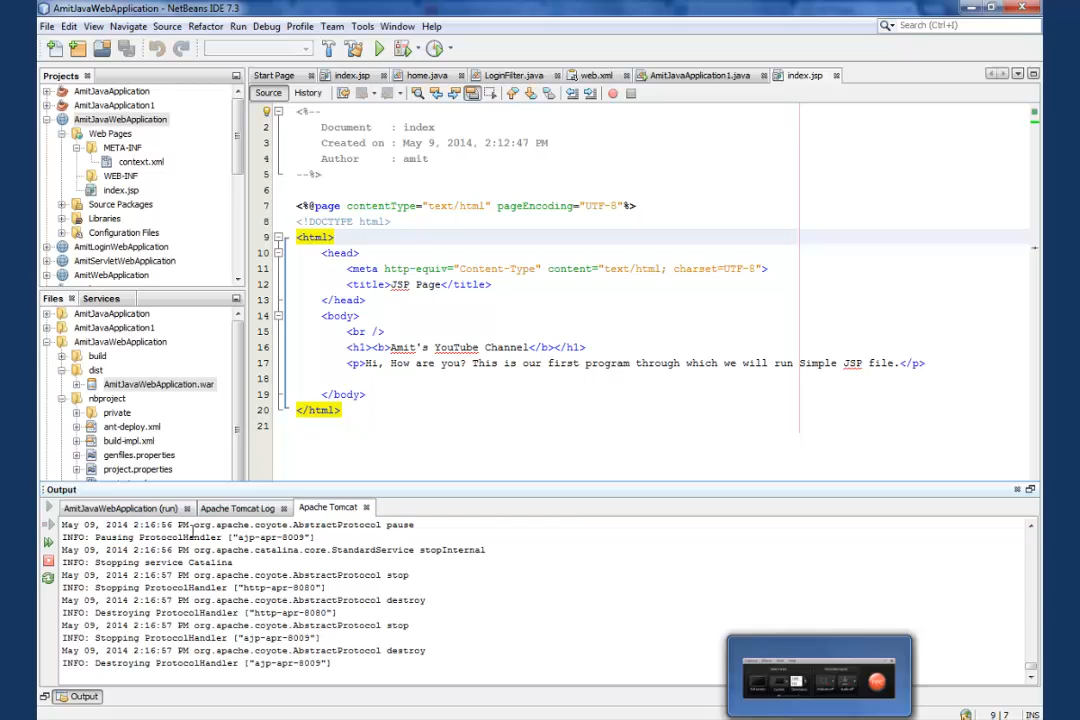 AmitJavaWebApplication - NetBeans IDE 7.3
File Edit View Navigate Source Refactor Run Debug Profile Team Tools Window Help
Search (Ctrl+I)
Projects
AmitJavaApplication
AmitJavaApplication1
AmitJavaWebApplication
Web Pages
META-INF
context.xml
WEB-INF
index.jsp
Source Packages
Libraries
Configuration Files
AmitLoginWebApplication
AmitServletWebApplication
AmitWebApplication
Files Services
AmitJavaApplication
AmitJavaApplication1
AmitJavaWebApplication
build
dist
AmitJavaWebApplication.war
nbproject
private
ant-deploy.xml
build-impl.xml
genfiles.properties
project.properties
Start Page index.jsp home.java LoginFilter.java web.xml AmitJavaApplication1.java index.jsp
Source History
<%--
2 Document : index
3 Created on : May 9, 2014, 2:12:47 PM
4 Author : amit
5 --%>
6
7 <%@page contentType="text/html" pageEncoding="UTF-8"%>
8 <!DOCTYPE html>
9 <html>
10 <head>
11 <meta http-equiv="Content-Type" content="text/html; charset=UTF-8">
12 <title>JSP Page</title>
13 </head>
14 <body>
15 <br />
16 <h1><b>Amit's YouTube Channel</b></h1>
17 <p>Hi, How are you? This is our first program through which we will run Simple JSP file.</p>
18
19 </body>
20 </html>
21
Output
AmitJavaWebApplication (run) Apache Tomcat Log Apache Tomcat
May 09, 2014 2:16:56 PM org.apache.coyote.AbstractProtocol pause
INFO: Pausing ProtocolHandler ["ajp-apr-8009"]
May 09, 2014 2:16:56 PM org.apache.catalina.core.StandardService stopInternal
INFO: Stopping service Catalina
May 09, 2014 2:16:57 PM org.apache.coyote.AbstractProtocol stop
INFO: Stopping ProtocolHandler ["http-apr-8080"]
May 09, 2014 2:16:57 PM org.apache.coyote.AbstractProtocol destroy
INFO: Destroying ProtocolHandler ["http-apr-8080"]
May 09, 2014 2:16:57 PM org.apache.coyote.AbstractProtocol stop
INFO: Stopping ProtocolHandler ["ajp-apr-8009"]
May 09, 2014 2:16:57 PM org.apache.coyote.AbstractProtocol destroy
INFO: Destroying ProtocolHandler ["ajp-apr-8009"]
Output
9 | 7 INS